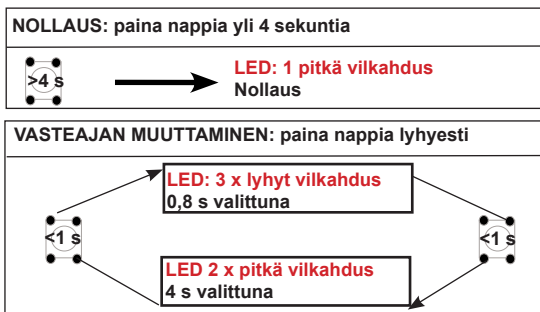 NOLLAUS: paina nappia yli 4 sekuntia
>4 s
LED: 1 pitkä vilkahdus
Nollaus
VASTEAJAN MUUTTAMINEN: paina nappia lyhyesti
LED: 3 x lyhyt vilkahdus
0,8 s valittuna
<1 s
<1 s
LED 2 x pitkä vilkahdus
4 s valittuna